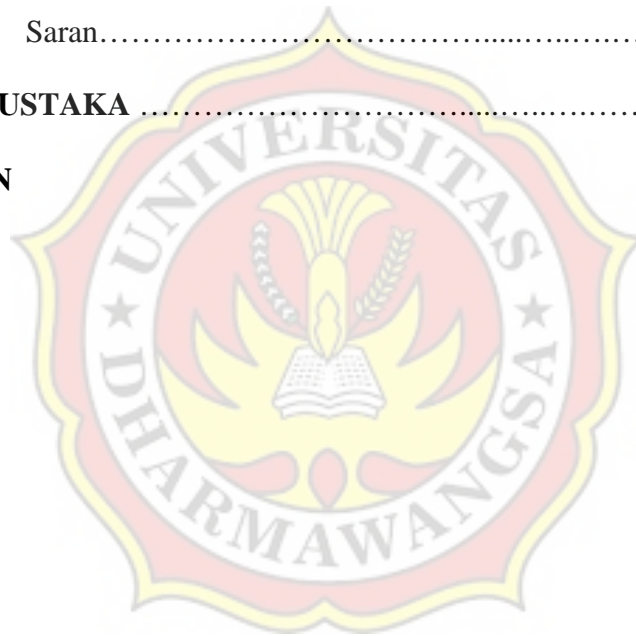 Saran……………………………….....…..….…
USTAKA …………………………....…..….……
N
UNIVERSITAS
★ DHARMAWANGSA ★